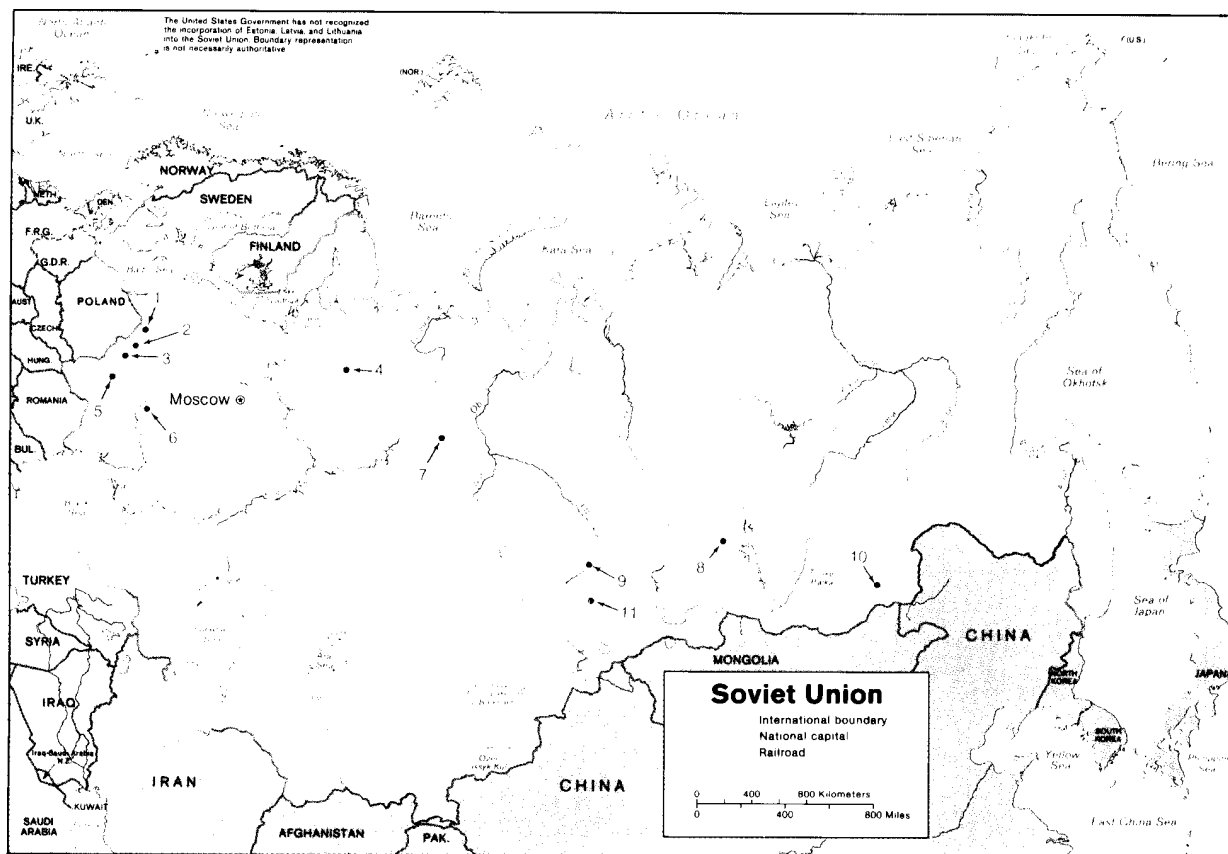 The United States Government has not recognized
the incorporation of Estonia, Latvia, and Lithuania
into the Soviet Union. Boundary representation
is not necessarily authoritative.
Ocean
(US)
IRE.
(NOR.)
U.K.
Arctic Ocean
Sea
East Siberian
Sea
Bering Sea
NORWAY
SWEDEN
NETH.
DEN.
Barents
Sea
Laptev
Sea
F.R.G.
FINLAND
Kara Sea
G.D.R.
POLAND
AUST.
1
CZECH.
2
HUNG.
3
4
Sea of
Okhotsk
ROMANIA
5
Moscow
Ob
6
BUL.
7
8
10
TURKEY
9
11
Sea of
Japan
SYRIA
CHINA
MONGOLIA
NORTH
KOREA
JAPAN
IRAQ
Soviet Union
International boundary
National capital
Railroad
SOUTH
KOREA
Iraq-Saudi Arabia
N.Z.
Yellow
Sea
IRAN
CHINA
KUWAIT
0 400 800 Kilometers
0 400 800 Miles
SAUDI
ARABIA
AFGHANISTAN
PAK.
East China Sea